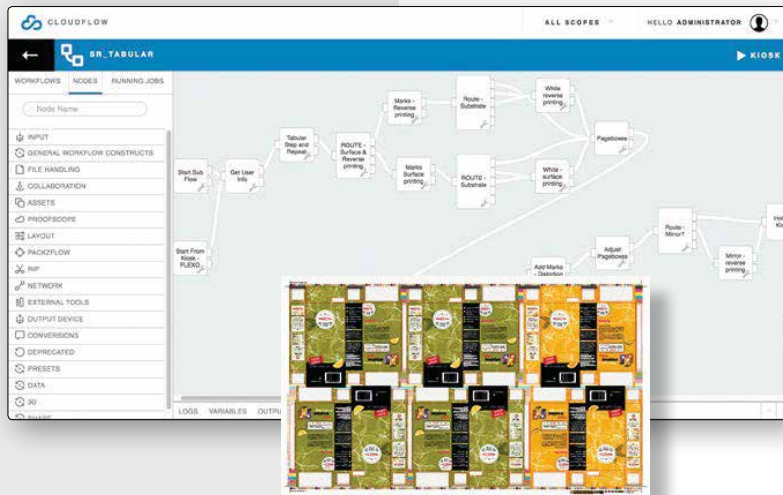 CLOUDFLOW
ALL SCOPES
HELLO ADMINISTRATOR
SR_TABULAR
KIOSK
WORKFLOWS NODES RUNNING JOBS
Node Name
INPUT
GENERAL WORKFLOW CONSTRUCTS
FILE HANDLING
COLLABORATION
ASSETS
PROOFSCOPE
LAYOUT
PACKZFLOW
RIP
NETWORK
EXTERNAL TOOLS
OUTPUT DEVICE
CONVERSIONS
DEPRECATED
PRESETS
DATA
3D
SHARE
Start Sub
Flow
Get User
Info
Start From
Kiosk -
FLEXO
Tabular
Step and
Repeat
ROUTE -
Surface &
Reverse
printing
Marks -
Reverse
printing
Marks
Surface
printing
Route -
Substrate
ROUTE -
Substrate
White
reverse
printing
White -
surface
printing
Pageboxes
Add Marks
- Distortion
Adjust
Pageboxes
Route -
Mirror?
Mirror -
reverse
printing
LOGS VARIABLES